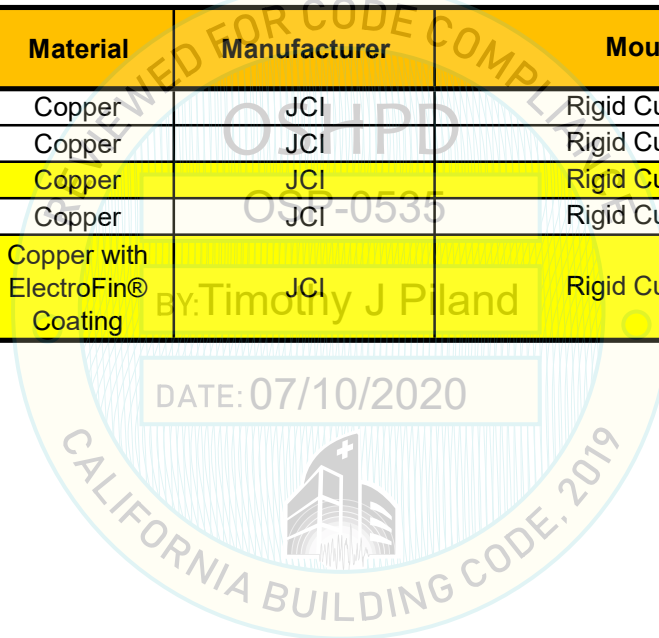 Material Manufacturer Mou
Copper JCI Rigid Cu
Copper JCI Rigid Cu
Copper JCI Rigid Cu
Copper JCI Rigid Cu
Copper with
ElectroFin® JCI Rigid Cu
Coating
REVIEWED FOR CODE COMPLIANCE
OSHPD
OSP-0535
BY: Timothy J Piland
DATE: 07/10/2020
CALIFORNIA BUILDING CODE, 2019